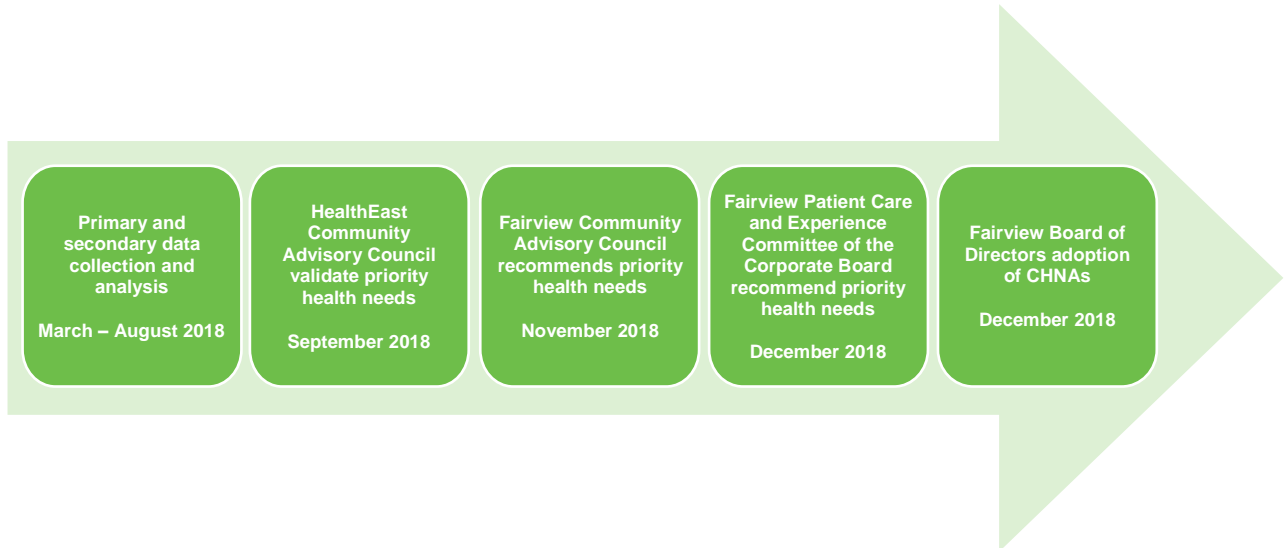 Primary and
secondary data
collection and
analysis
March – August 2018
HealthEast
Community
Advisory Council
validate priority
health needs
September 2018
Fairview Community
Advisory Council
recommends priority
health needs
November 2018
Fairview Patient Care
and Experience
Committee of the
Corporate Board
recommend priority
health needs
December 2018
Fairview Board of
Directors adoption
of CHNAs
December 2018